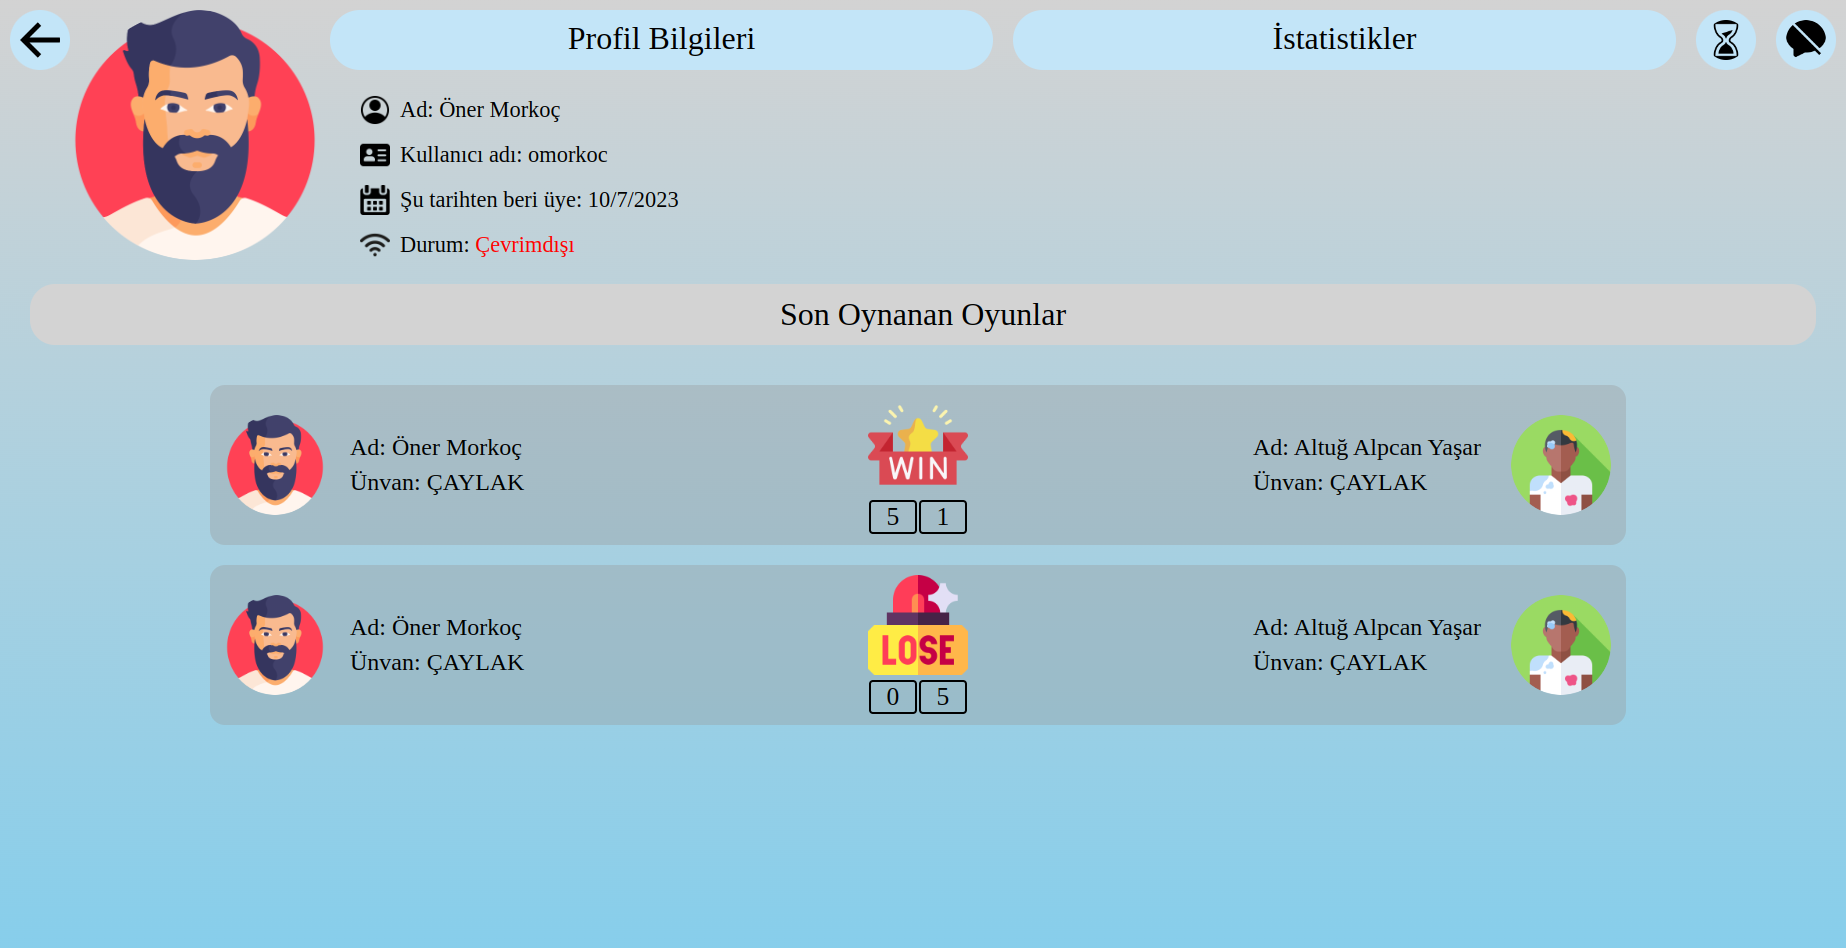 Profil Bilgileri
İstatistikler
Ad: Öner Morkoç
Kullanıcı adı: omorkoc
Şu tarihten beri üye: 10/7/2023
Durum: Çevrimdışı
Son Oynanan Oyunlar
Ad: Öner Morkoç
Ünvan: ÇAYLAK
WIN
5 1
Ad: Altuğ Alpcan Yaşar
Ünvan: ÇAYLAK
Ad: Öner Morkoç
Ünvan: ÇAYLAK
LOSE
0 5
Ad: Altuğ Alpcan Yaşar
Ünvan: ÇAYLAK